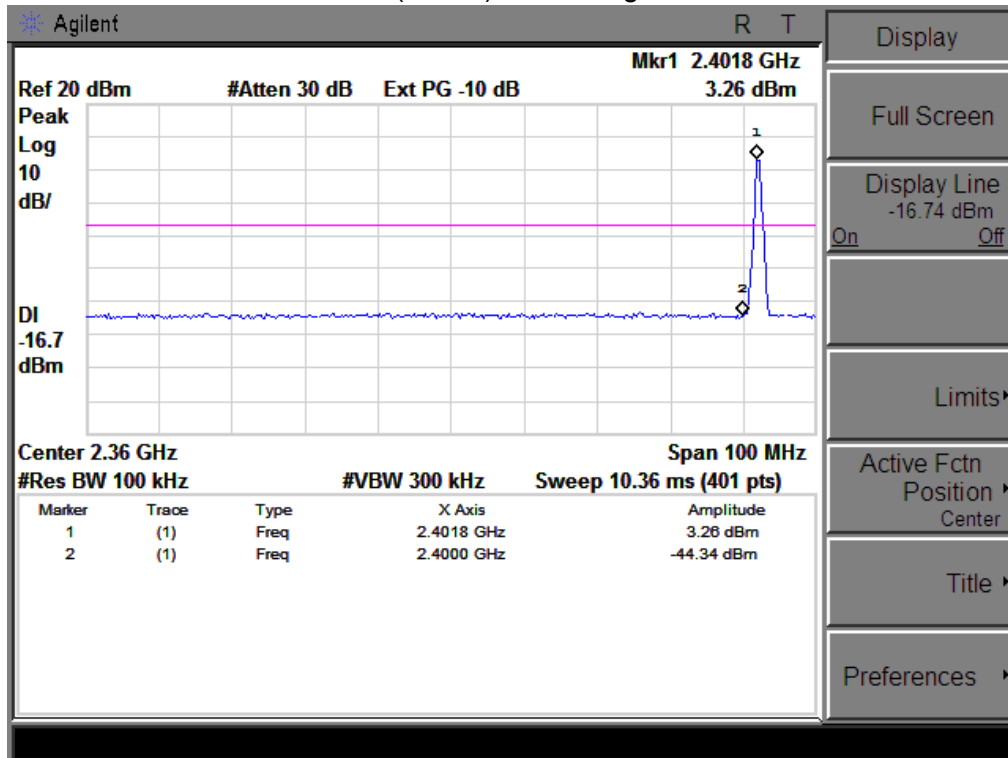 Agilent R T
Mkr1 2.4018 GHz
Ref 20 dBm #Atten 30 dB Ext PG -10 dB 3.26 dBm
Peak
Log
10
dB/
1
2
DI
-16.7
dBm
Center 2.36 GHz Span 100 MHz
#Res BW 100 kHz #VBW 300 kHz Sweep 10.36 ms (401 pts)
Marker Trace Type X Axis Amplitude
1 (1) Freq 2.4018 GHz 3.26 dBm
2 (1) Freq 2.4000 GHz -44.34 dBm
Display
Full Screen
Display Line
-16.74 dBm
On Off
Limits
Active Fctn
Position
Center
Title
Preferences